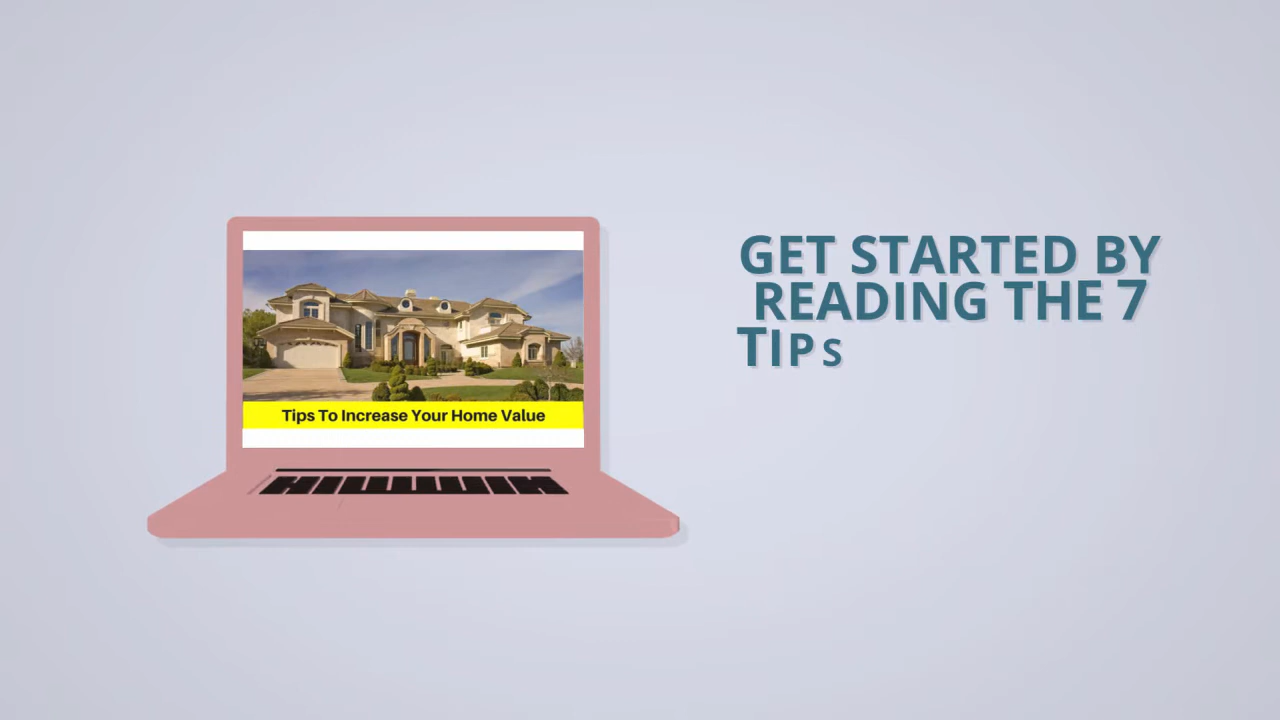 Tips To Increase Your Home Value
GET STARTED BY
READING THE 7
TIPS